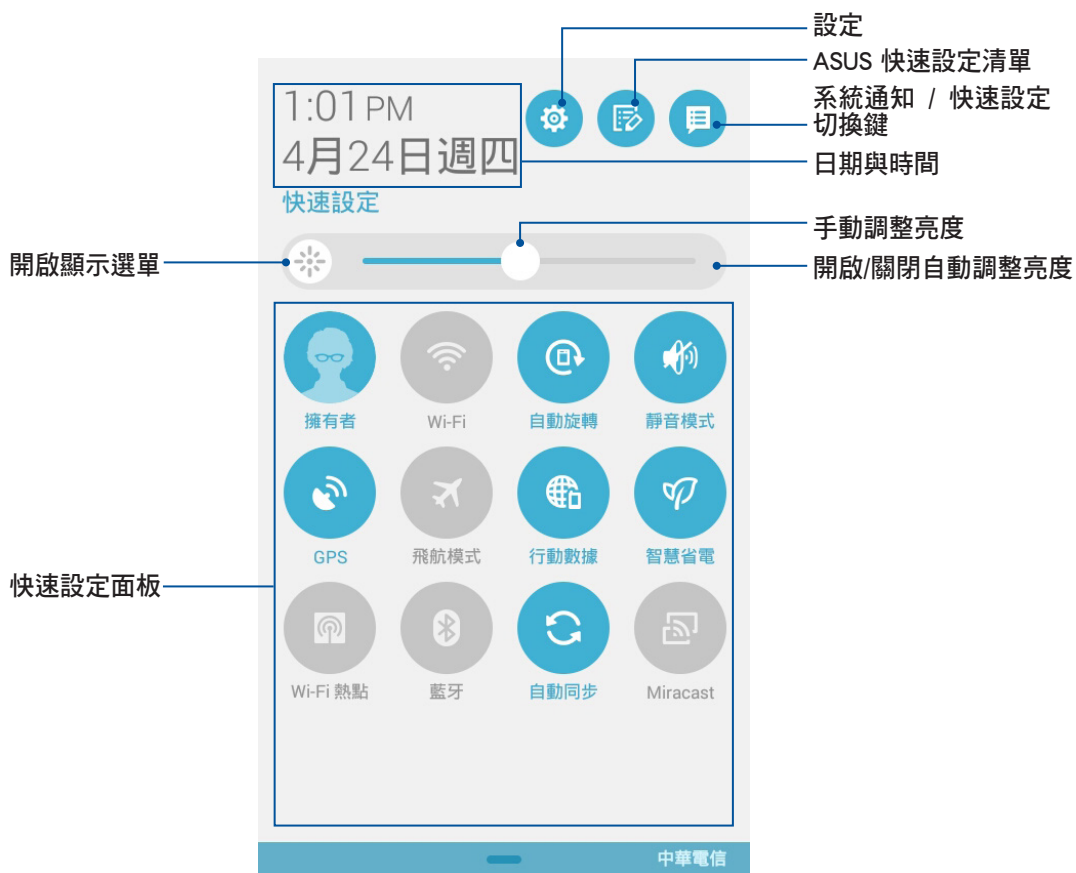 設定
ASUS 快速設定清單
系統通知 / 快速設定
切換鍵
日期與時間
手動調整亮度
開啟/關閉自動調整亮度
開啟顯示選單
快速設定面板
1:01 PM
4月24日週四
快速設定
擁有者
Wi-Fi
自動旋轉
靜音模式
GPS
飛航模式
行動數據
智慧省電
Wi-Fi 熱點
藍牙
自動同步
Miracast
中華電信